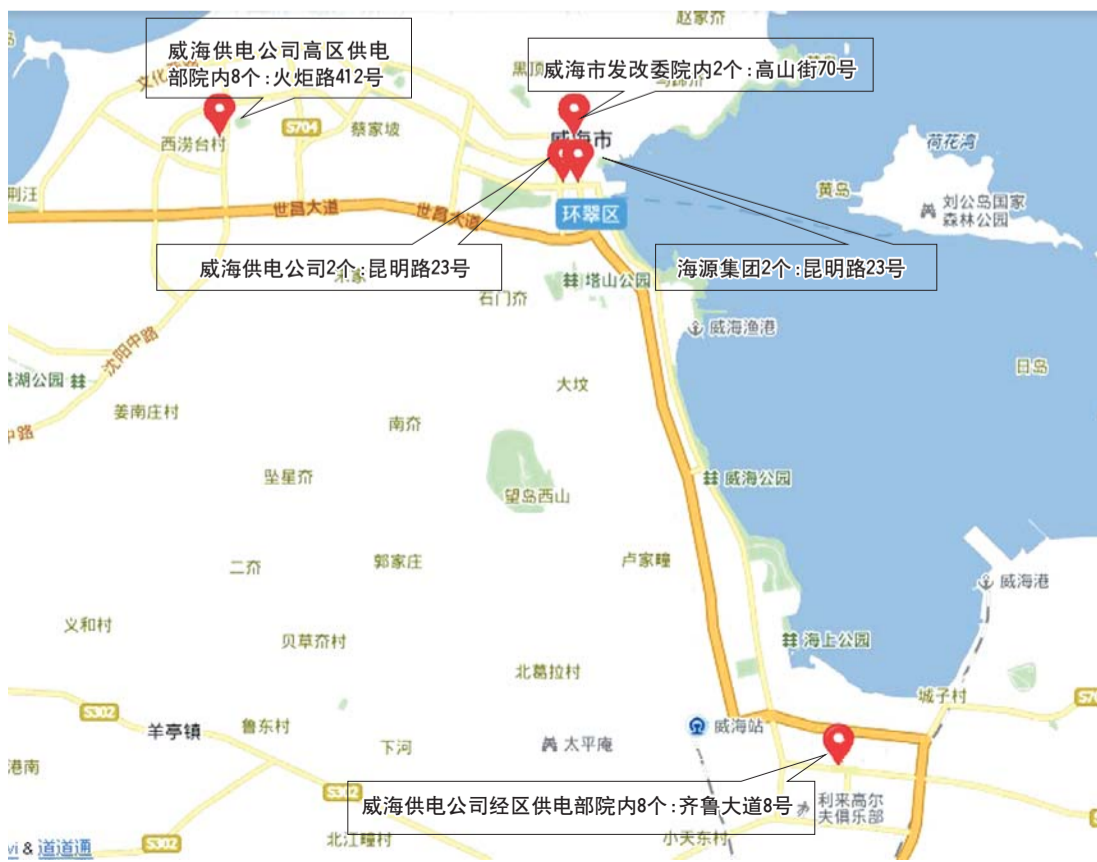 赵家夼
威海供电公司高区供电
部院内8个:火炬路412号
威海市发改委院内2个:高山街70号
S704
蔡家坡
西涝台村
威海市
荷花湾
黄岛
刘公岛国家
森林公园
世昌大道
世昌大道
环翠区
威海供电公司2个:昆明路23号
海源集团2个:昆明路23号
石门夼
塔山公园
威海渔港
沈阳中路
日岛
湖公园
大坟
姜南庄村
南夼
中路
坠星夼
望岛西山
威海公园
二夼
郭家庄
卢家疃
威海港
义和村
贝草夼村
海上公园
北葛拉村
城子村
S302
羊亭镇
鲁东村
下河
太平庵
威海站
港南
S302
威海供电公司经区供电部院内8个:齐鲁大道8号
利来高尔
夫俱乐部
S302
北江疃村
小天东村
vi & 道道通